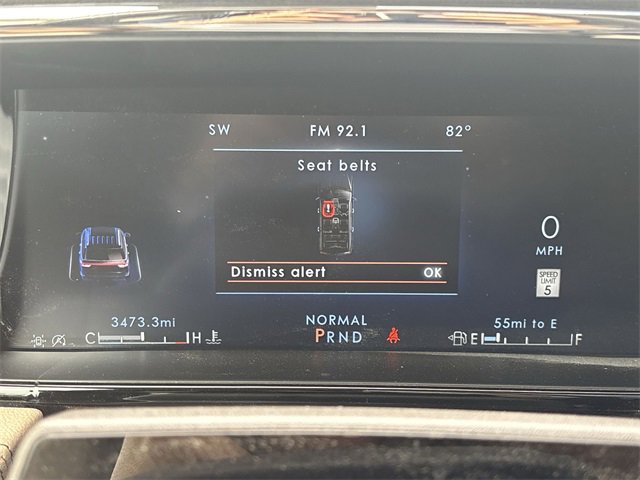 SW FM 92.1 82°
Seat belts
Dismiss alert OK
0
MPH
SPEED
LIMIT
5
3473.3mi NORMAL 55mi to E
C H PRND E F